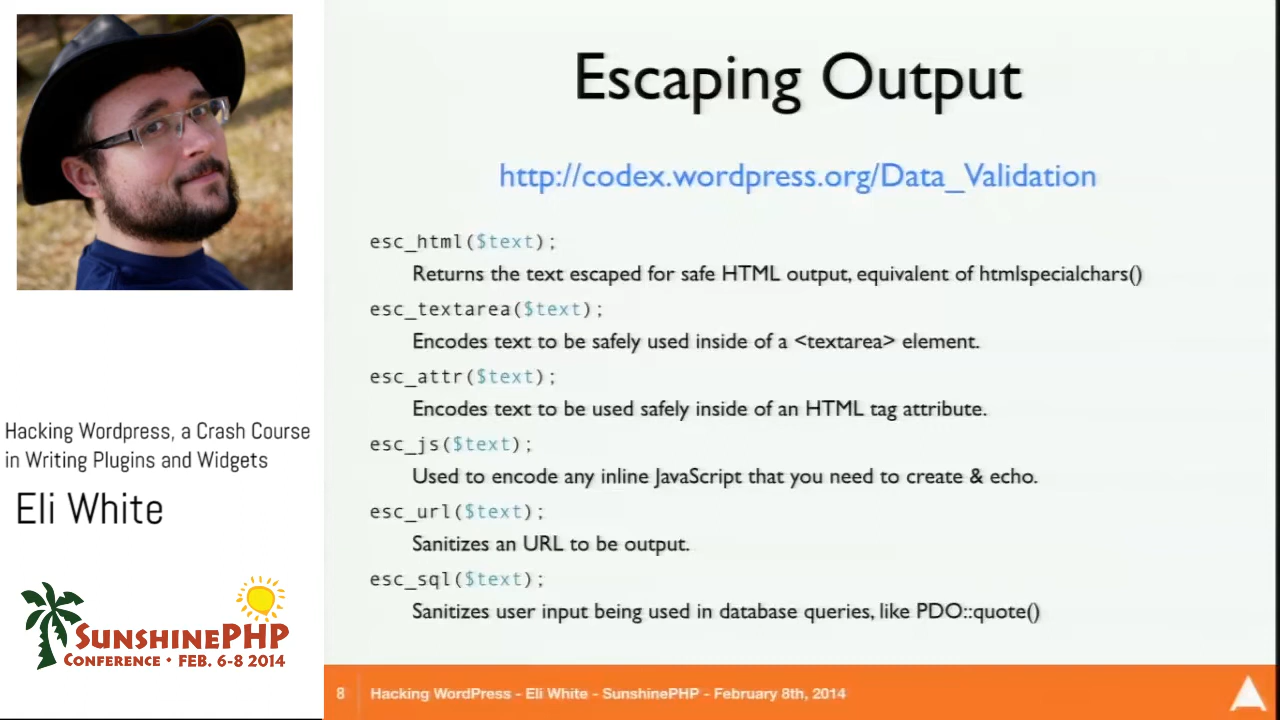 Escaping Output
http://codex.wordpress.org/Data_Validation
esc_html($text);
Returns the text escaped for safe HTML output, equivalent of htmlspecialchars()
esc_textarea($text);
Encodes text to be safely used inside of a <textarea> element.
esc_attr($text);
Encodes text to be used safely inside of an HTML tag attribute.
esc_js($text);
Used to encode any inline JavaScript that you need to create & echo.
esc_url($text);
Sanitizes an URL to be output.
esc_sql($text);
Sanitizes user input being used in database queries, like PDO::quote()
8 Hacking WordPress - Eli White - SunshinePHP - February 8th, 2014
Hacking Wordpress, a Crash Course
in Writing Plugins and Widgets
Eli White
SUNSHINEPHP
CONFERENCE • FEB. 6-8 2014